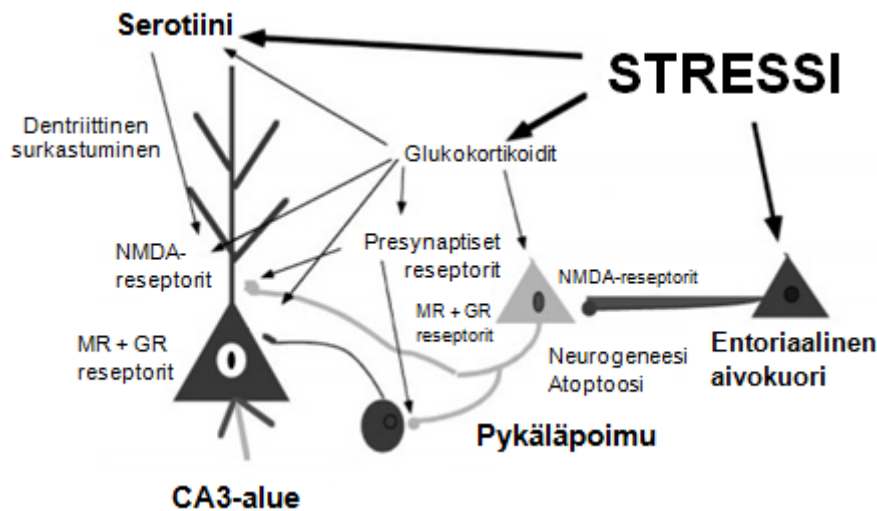 Serotiini
STRESSI
Dentriittinen
surkastuminen
Glukokortikoidit
NMDA-
reseptorit
Presynaptiset
reseptorit
NMDA-reseptorit
MR + GR
reseptorit
MR + GR
reseptorit
Neurogeneesi
Atoptoosi
Entoriaalinen
aivokuori
Pykäläpoimu
CA3-alue